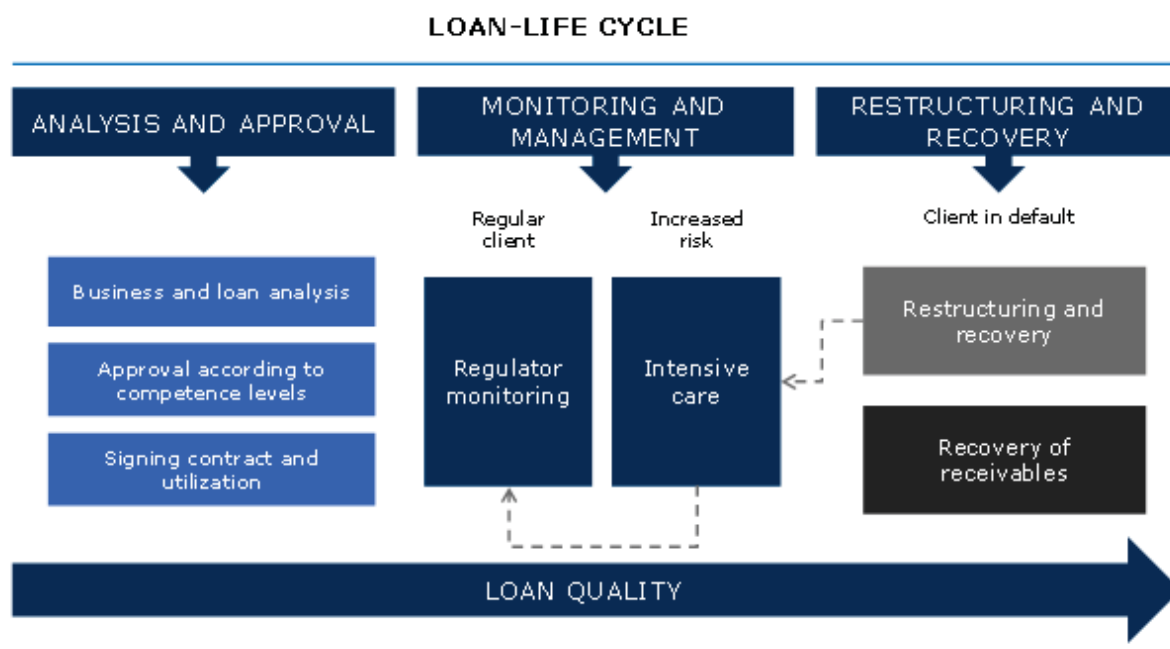 LOAN-LIFE CYCLE
ANALYSIS AND APPROVAL
MONITORING AND
MANAGEMENT
RESTRUCTURING AND
RECOVERY
Regular
client
Increased
risk
Client in default
Business and loan analysis
Approval according to
competence levels
Signing contract and
utilization
Regulator
monitoring
Intensive
care
Restructuring and
recovery
Recovery of
receivables
LOAN QUALITY